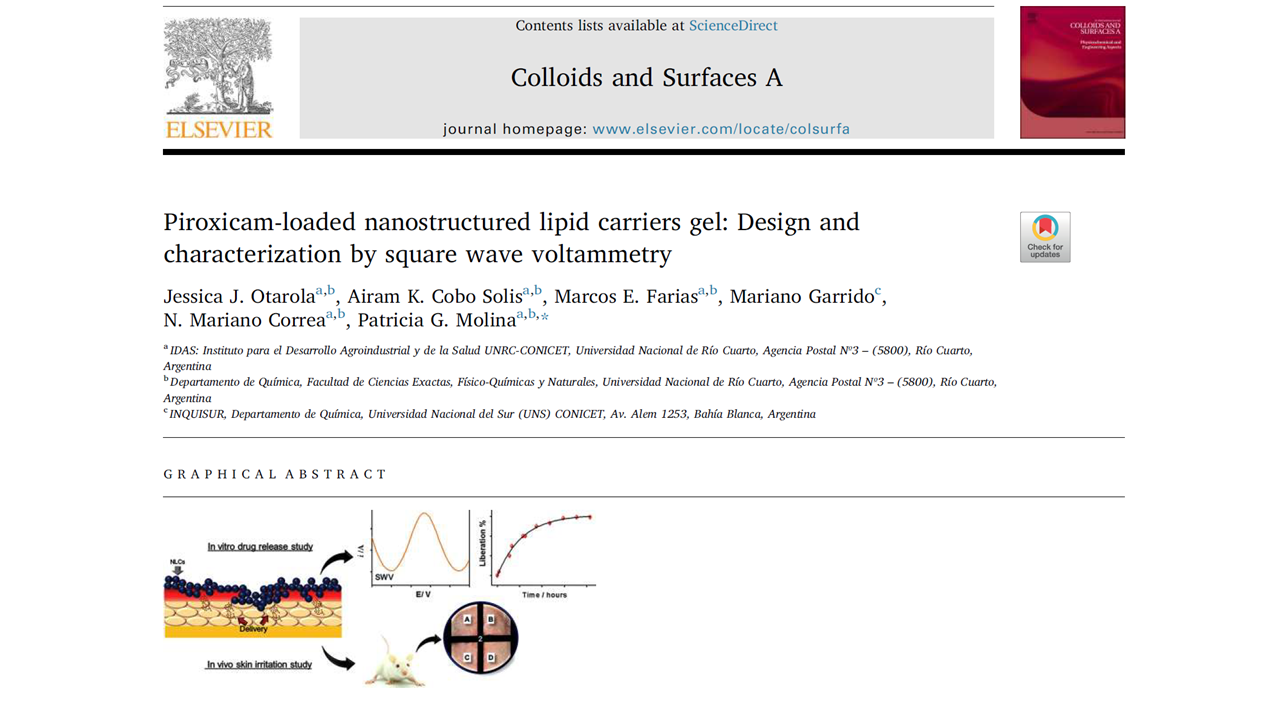 Contents lists available at ScienceDirect
Colloids and Surfaces A
journal homepage: www.elsevier.com/locate/colsurfa
ELSEVIER
COLLOIDS AND
SURFACES A
Physicochemical and
Engineering Aspects
Piroxicam-loaded nanostructured lipid carriers gel: Design and
characterization by square wave voltammetry
Check for
updates
Jessica J. Otarola a,b, Airam K. Cobo Solis a,b, Marcos E. Farias a,b, Mariano Garrido c,
N. Mariano Correa a,b, Patricia G. Molina a,b,*
a IDAS: Instituto para el Desarrollo Agroindustrial y de la Salud UNRC-CONICET, Universidad Nacional de Río Cuarto, Agencia Postal Nº3 – (5800), Río Cuarto,
Argentina
b Departamento de Química, Facultad de Ciencias Exactas, Físico-Químicas y Naturales, Universidad Nacional de Río Cuarto, Agencia Postal Nº3 – (5800), Río Cuarto,
Argentina
c INQUISUR, Departamento de Química, Universidad Nacional del Sur (UNS) CONICET, Av. Alem 1253, Bahía Blanca, Argentina
GRAPHICAL ABSTRACT
In vitro drug release study
NLCs
Delivery
In vivo skin irritation study
i /A
SWV
E/ V
Liberation %
Time / hours
A B
2
C D